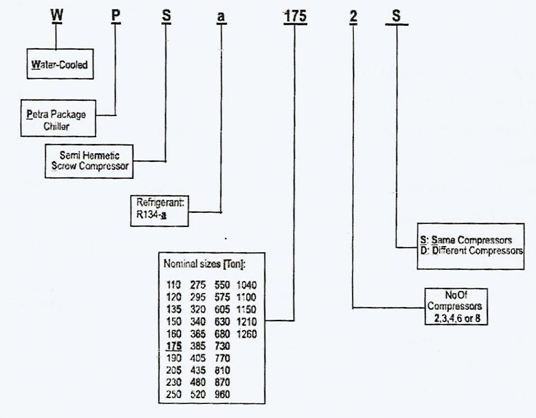 W P S a 175 2 S
Water-Cooled
Petra Package
Chiller
Semi Hermetic
Screw Compressor
Refrigerant:
R134-a
S: Same Compressors
D: Different Compressors
Nominal sizes [Ton]:
110 275 550 1040
120 295 575 1100
135 320 605 1150
150 340 630 1210
160 365 680 1260
175 385 730
190 405 770
205 435 810
230 480 870
250 520 960
NoOf
Compressors
2,3,4,6 or 8